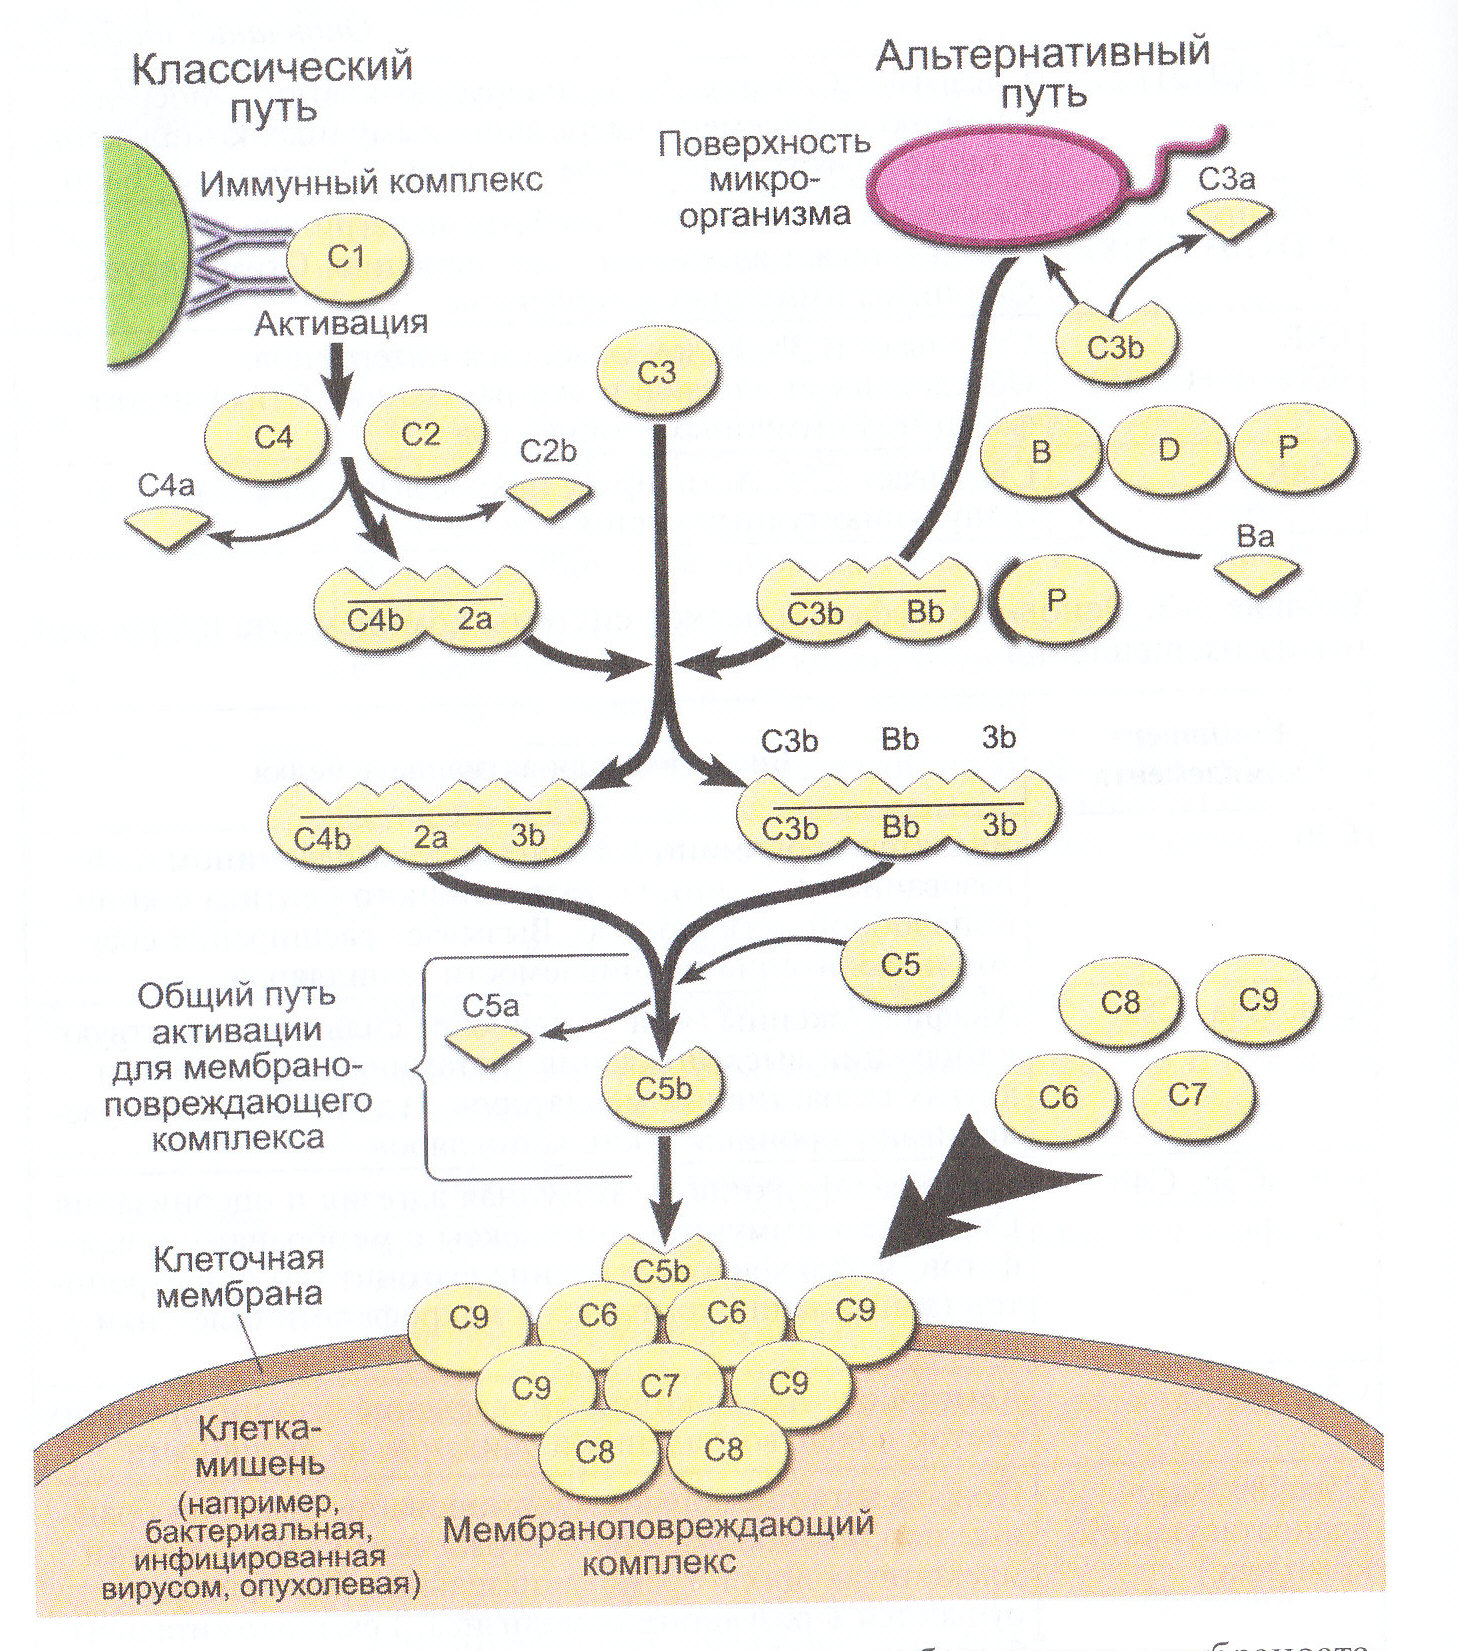 Классический
путь
Альтернативный
путь
Поверхность
микро-
организма
Иммунный комплекс
C3a
C1
Активация
C3b
C3
C4
C2
C2b
C4a
B
D
P
Ba
C4b 2a
C3b Bb
P
C3b Bb 3b
C4b 2a 3b
C3b Bb 3b
C5
C5a
C5b
Общий путь
активации
для мембрано-
повреждающего
комплекса
C8
C9
C6
C7
Клеточная
мембрана
C5b
C9
C6
C6
C9
C9
C7
C9
C8
C8
Клетка-
мишень
(например,
бактериальная,
инфицированная
вирусом, опухолевая)
Мембраноповреждающий
комплекс